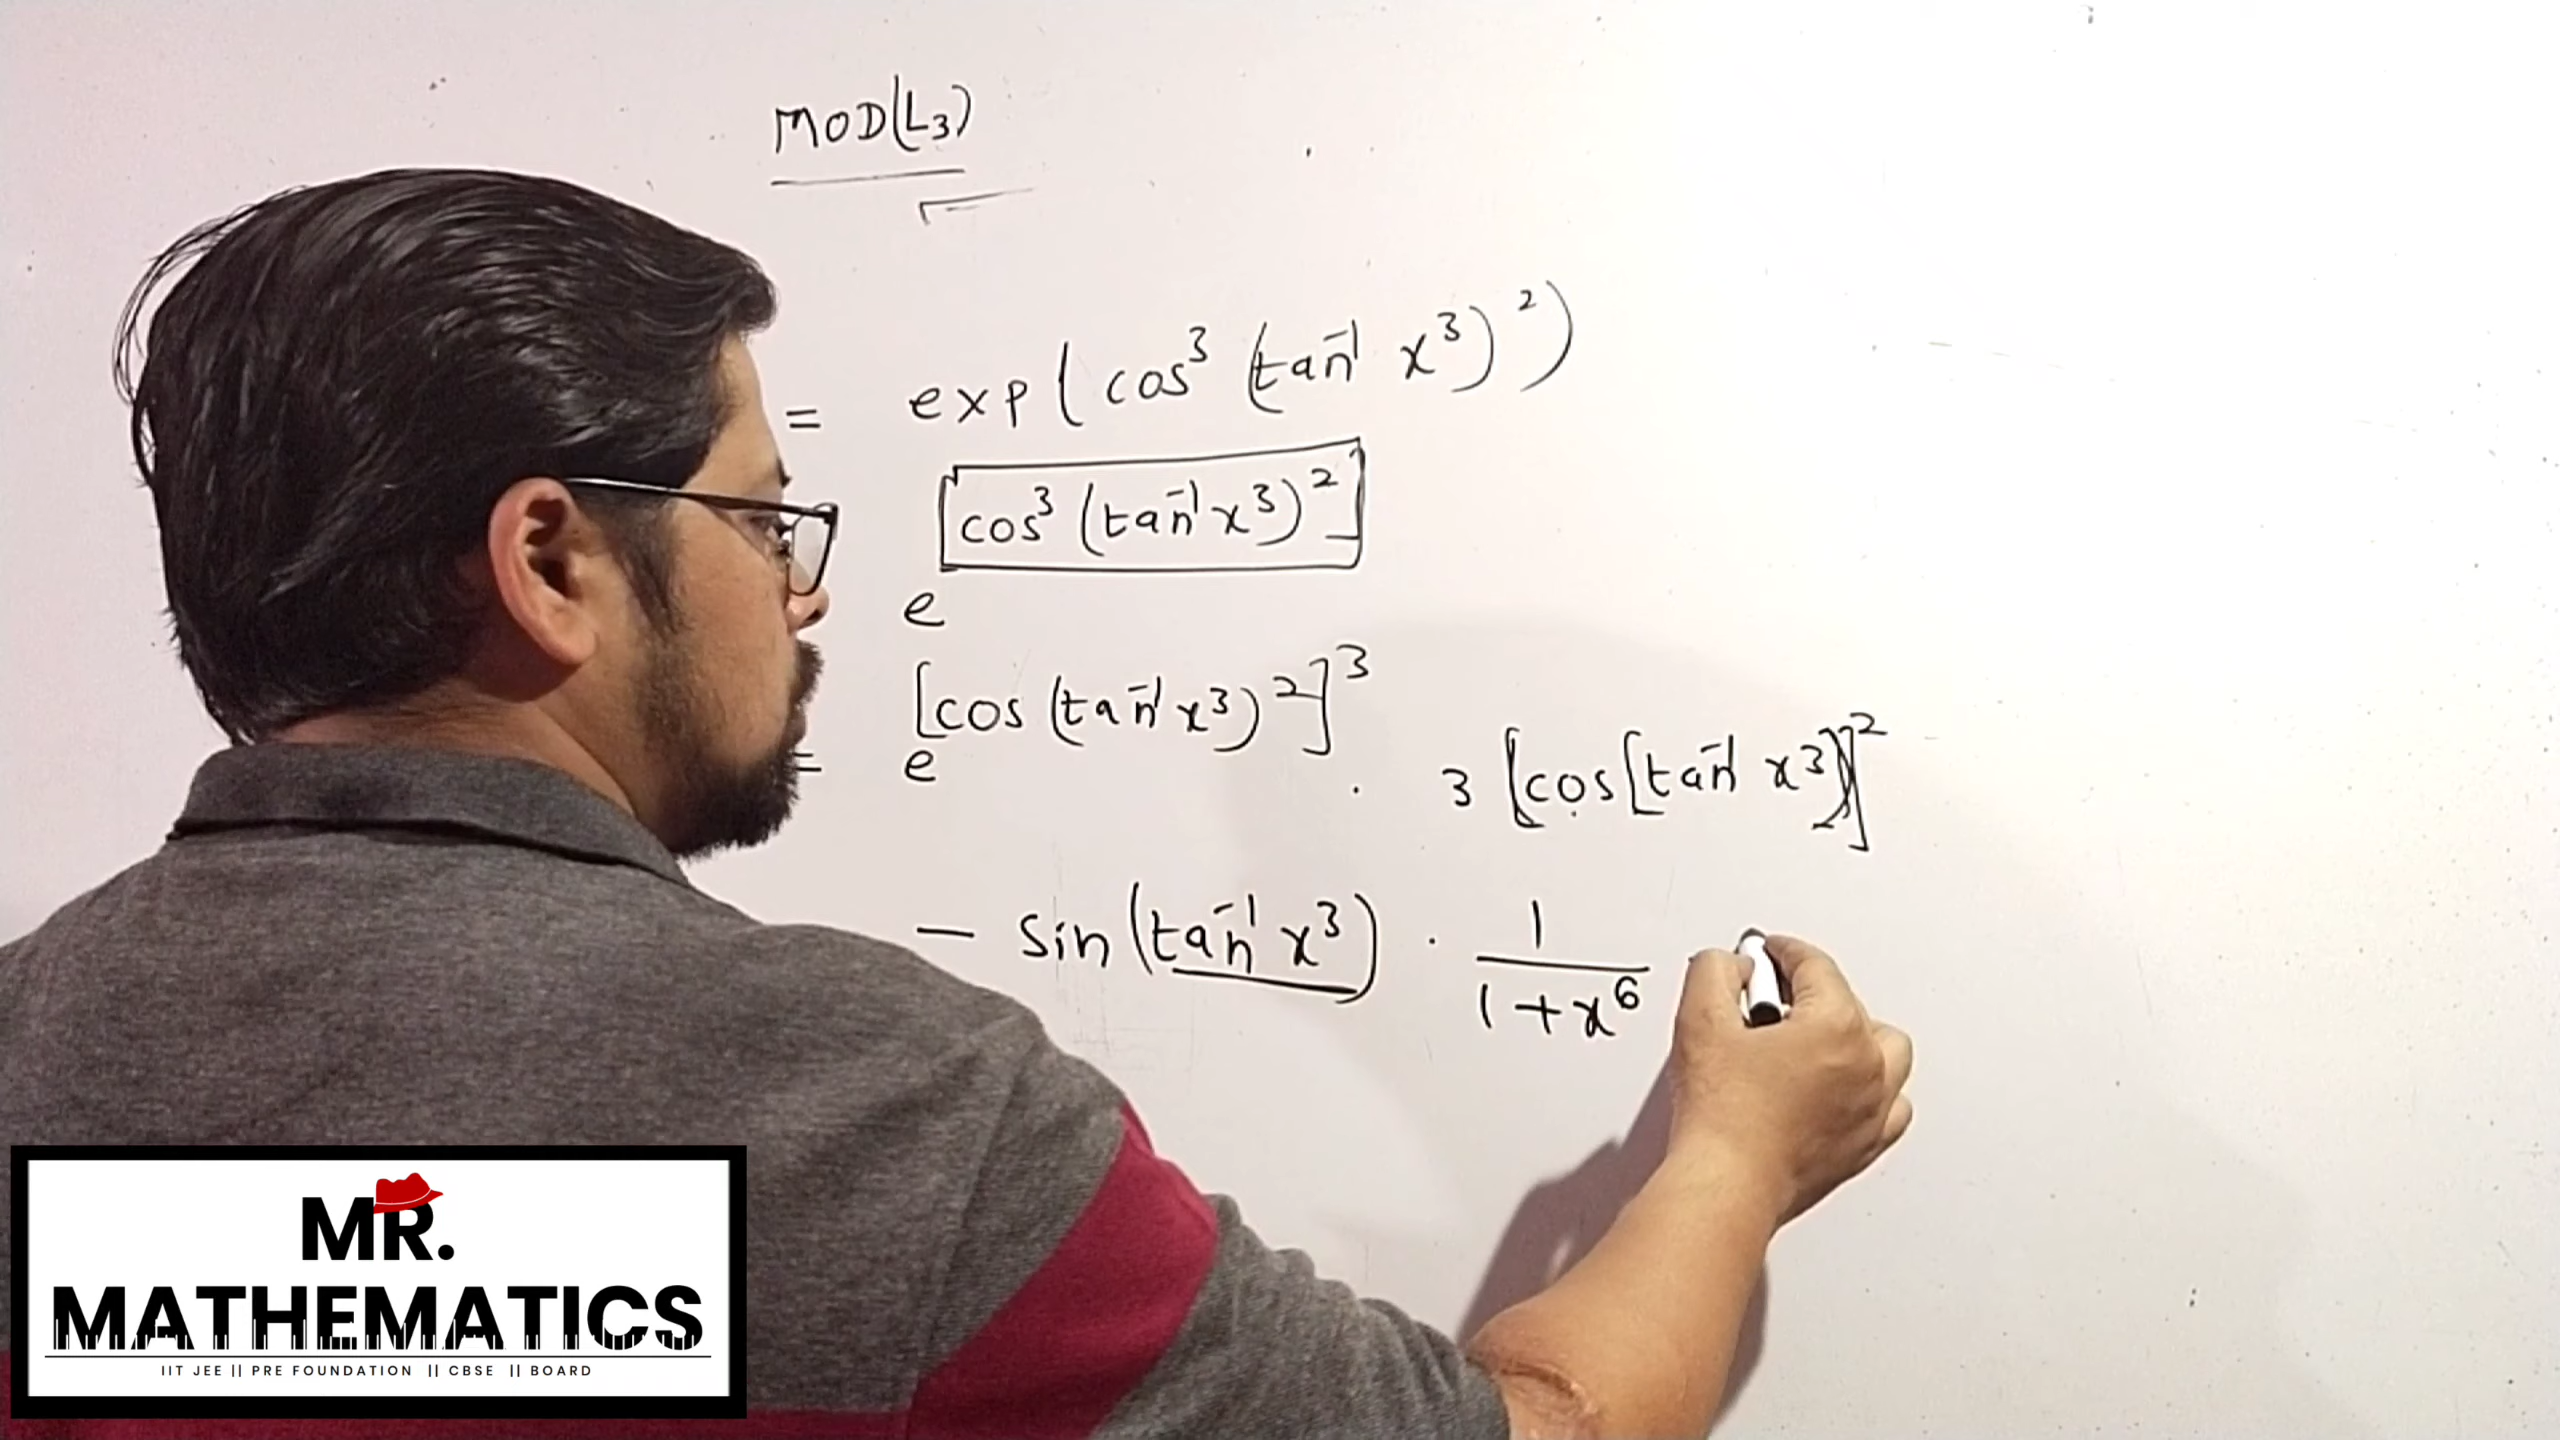 MOD(L₃)
= exp(cos³(tan⁻¹ x³)²)
[cos³(tan⁻¹x³)²]
e
[cos(tan⁻¹x³)²]³
= e . 3[cos[tan⁻¹ x³)]²
– sin(tan⁻¹ x³) · 1/(1+x⁶)
MR.
MATHEMATICS
IIT JEE || PRE FOUNDATION || CBSE || BOARD